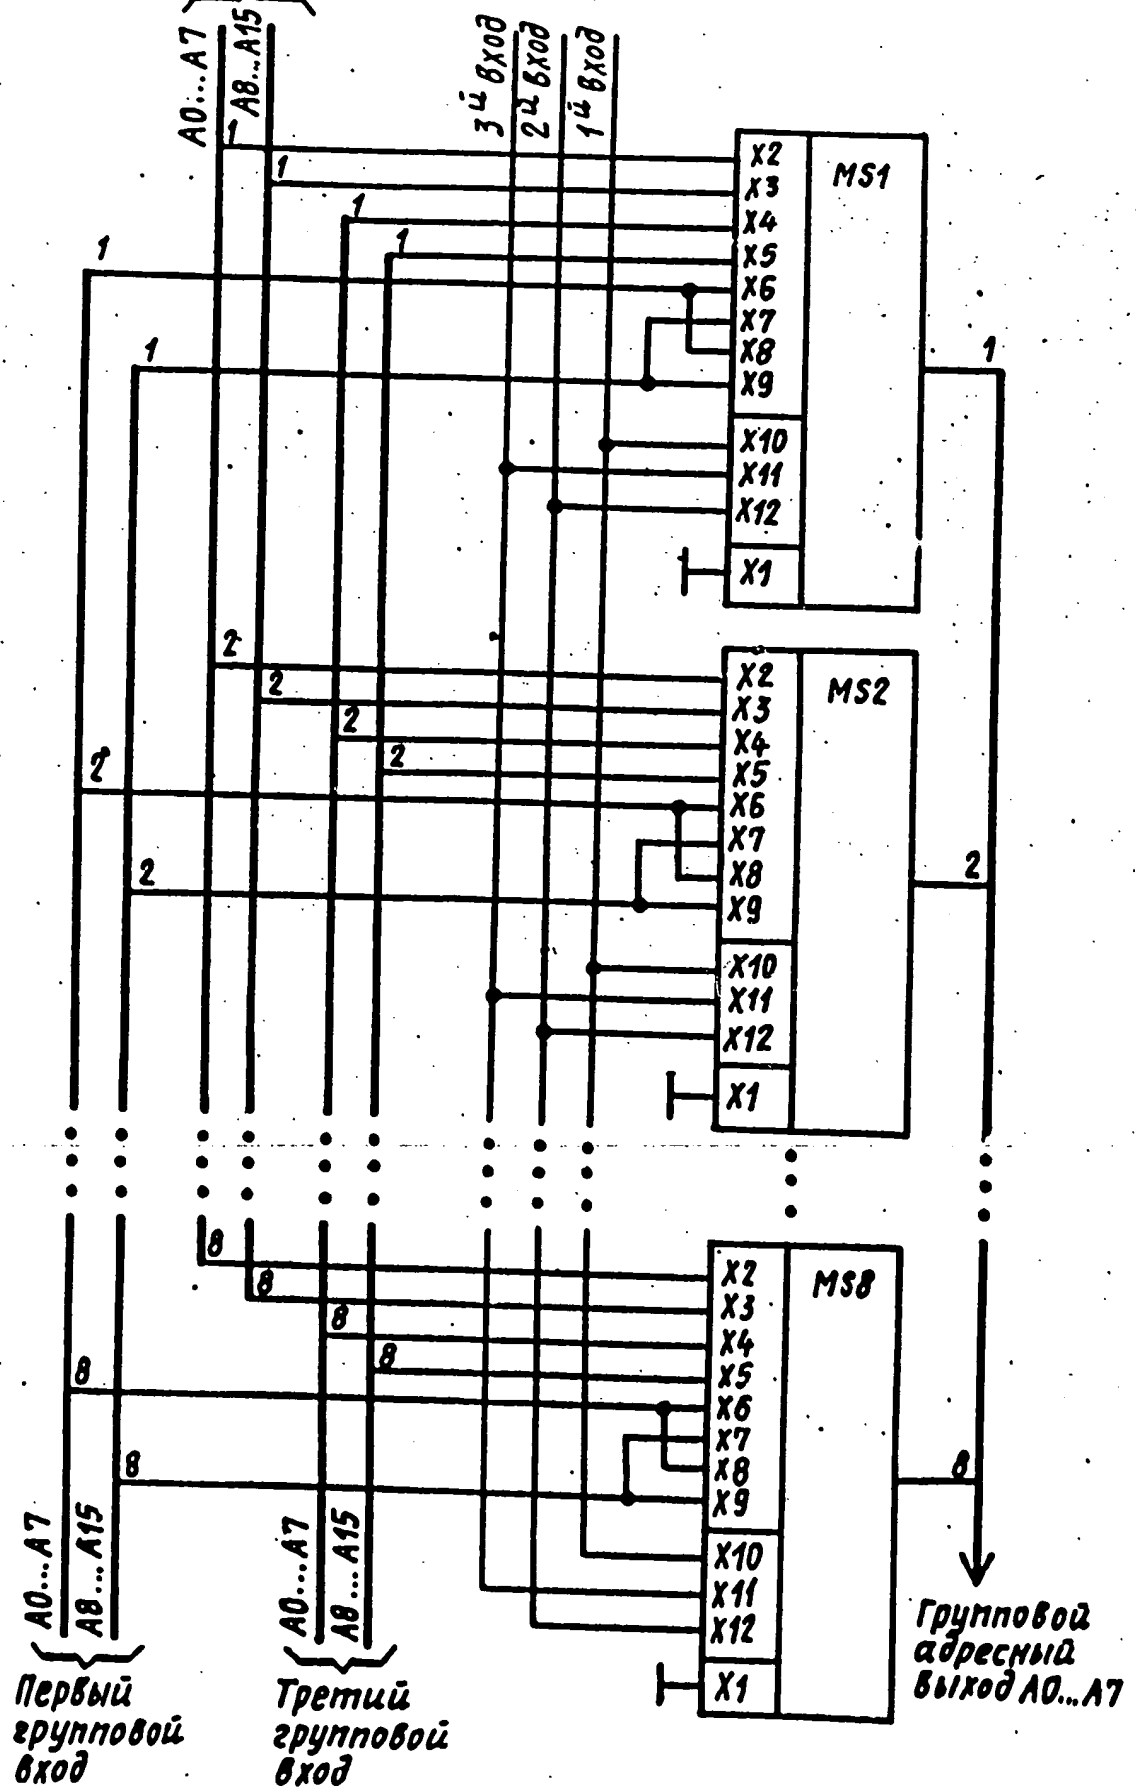 A0...A7
A8...A15
3й вход
2й вход
1й вход
1
1
1
1
1
1
X2
X3
X4
X5
X6
X7
X8
X9
X10
X11
X12
X1
MS1
1
2
2
2
2
2
2
X2
X3
X4
X5
X6
X7
X8
X9
X10
X11
X12
X1
MS2
2
8
8
8
8
8
8
X2
X3
X4
X5
X6
X7
X8
X9
X10
X11
X12
X1
MS8
8
A0...A7
A8...A15
A0...A7
A8...A15
Первый
групповой
вход
Третий
групповой
вход
Групповой
адресный
выход A0...A7